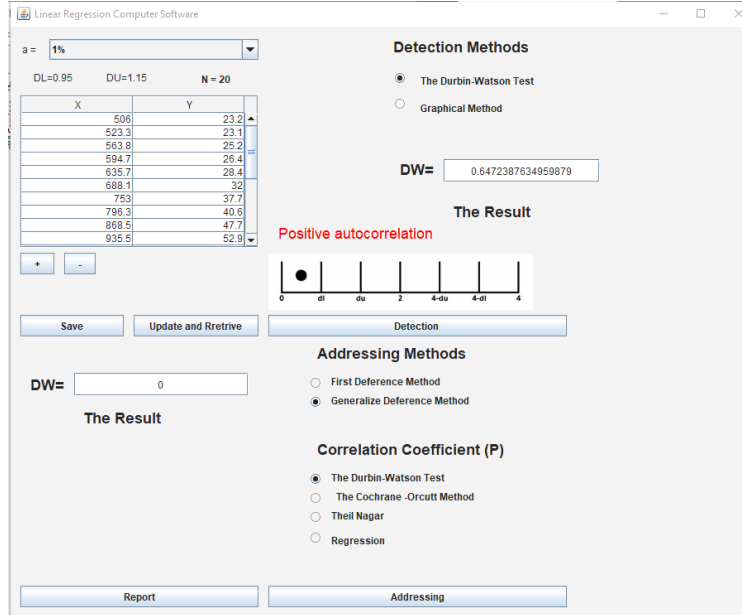 Linear Regression Computer Software
a = 1%
DL=0.95 DU=1.15 N = 20
X Y
506 23.2
523.3 23.1
563.8 25.2
594.7 26.4
635.7 28.4
688.1 32
753 37.7
796.3 40.6
868.5 47.7
935.5 52.9
+ -
Save Update and Rretrive
DW= 0
The Result
Report
Detection Methods
The Durbin-Watson Test
Graphical Method
DW= 0.6472387634959879
The Result
Positive autocorrelation
0 dl du 2 4-du 4-dl 4
Detection
Addressing Methods
First Deference Method
Generalize Deference Method
Correlation Coefficient (P)
The Durbin-Watson Test
The Cochrane -Orcutt Method
Theil Nagar
Regression
Addressing